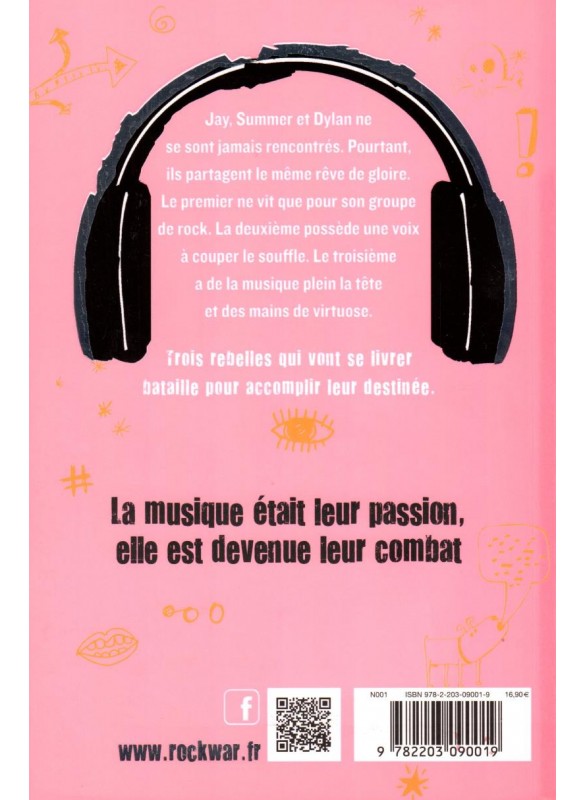 Jay, Summer et Dylan ne
se sont jamais rencontrés. Pourtant,
ils partagent le même rêve de gloire.
Le premier ne vit que pour son groupe
de rock. La deuxième possède une voix
à couper le souffle. Le troisième
a de la musique plein la tête
et des mains de virtuose.
Trois rebelles qui vont se livrer
bataille pour accomplir leur destinée.
La musique était leur passion,
elle est devenue leur combat
f
www.rockwar.fr
N001 ISBN 978-2-203-09001-9 16,90 €
9 782203 090019